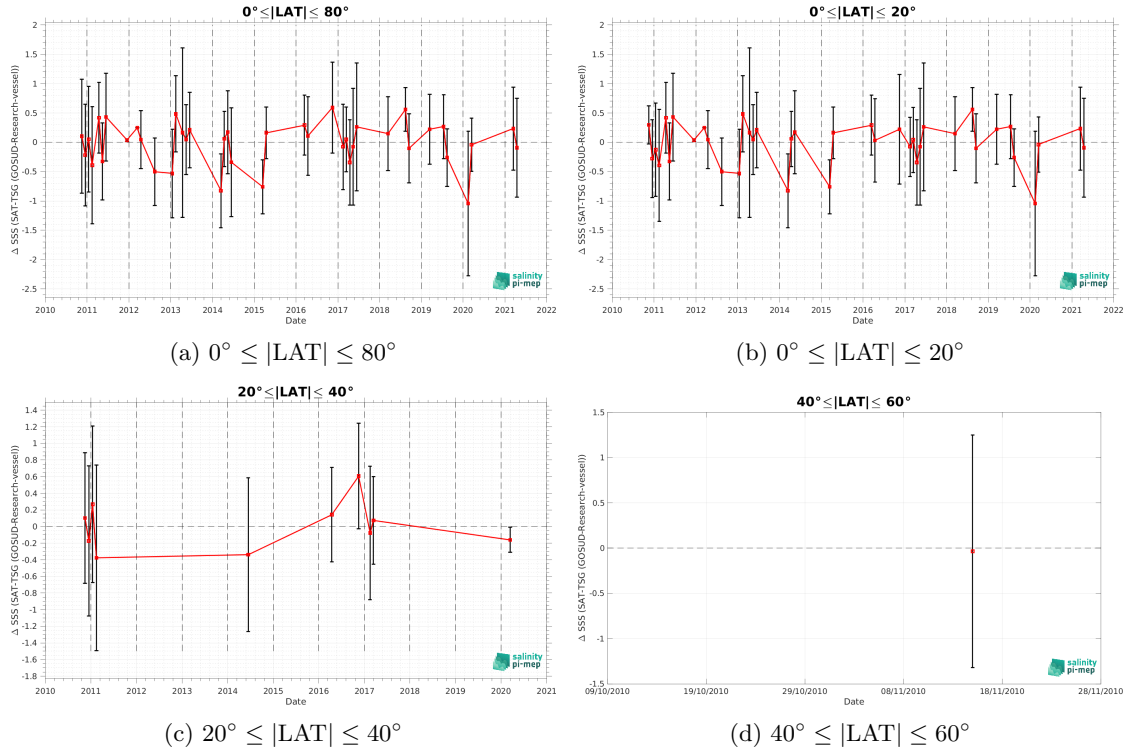 0°≤|LAT|≤ 80°
2
1.5
1
0.5
0
-0.5
-1
-1.5
-2
-2.5
Δ SSS (SAT-TSG (GOSUD-Research-vessel))
2010 2011 2012 2013 2014 2015 2016 2017 2018 2019 2020 2021 2022
Date
salinity
pi-mep
(a) 0° ≤ |LAT| ≤ 80°
0°≤|LAT|≤ 20°
2
1.5
1
0.5
0
-0.5
-1
-1.5
-2
-2.5
Δ SSS (SAT-TSG (GOSUD-Research-vessel))
2010 2011 2012 2013 2014 2015 2016 2017 2018 2019 2020 2021 2022
Date
salinity
pi-mep
(b) 0° ≤ |LAT| ≤ 20°
20°≤|LAT|≤ 40°
1.4
1.2
1
0.8
0.6
0.4
0.2
0
-0.2
-0.4
-0.6
-0.8
-1
-1.2
-1.4
-1.6
-1.8
Δ SSS (SAT-TSG (GOSUD-Research-vessel))
2010 2011 2012 2013 2014 2015 2016 2017 2018 2019 2020 2021
Date
salinity
pi-mep
(c) 20° ≤ |LAT| ≤ 40°
40°≤|LAT|≤ 60°
1.5
1
0.5
0
-0.5
-1
-1.5
Δ SSS (SAT-TSG (GOSUD-Research-vessel))
09/10/2010 19/10/2010 29/10/2010 08/11/2010 18/11/2010 28/11/2010
Date
salinity
pi-mep
(d) 40° ≤ |LAT| ≤ 60°